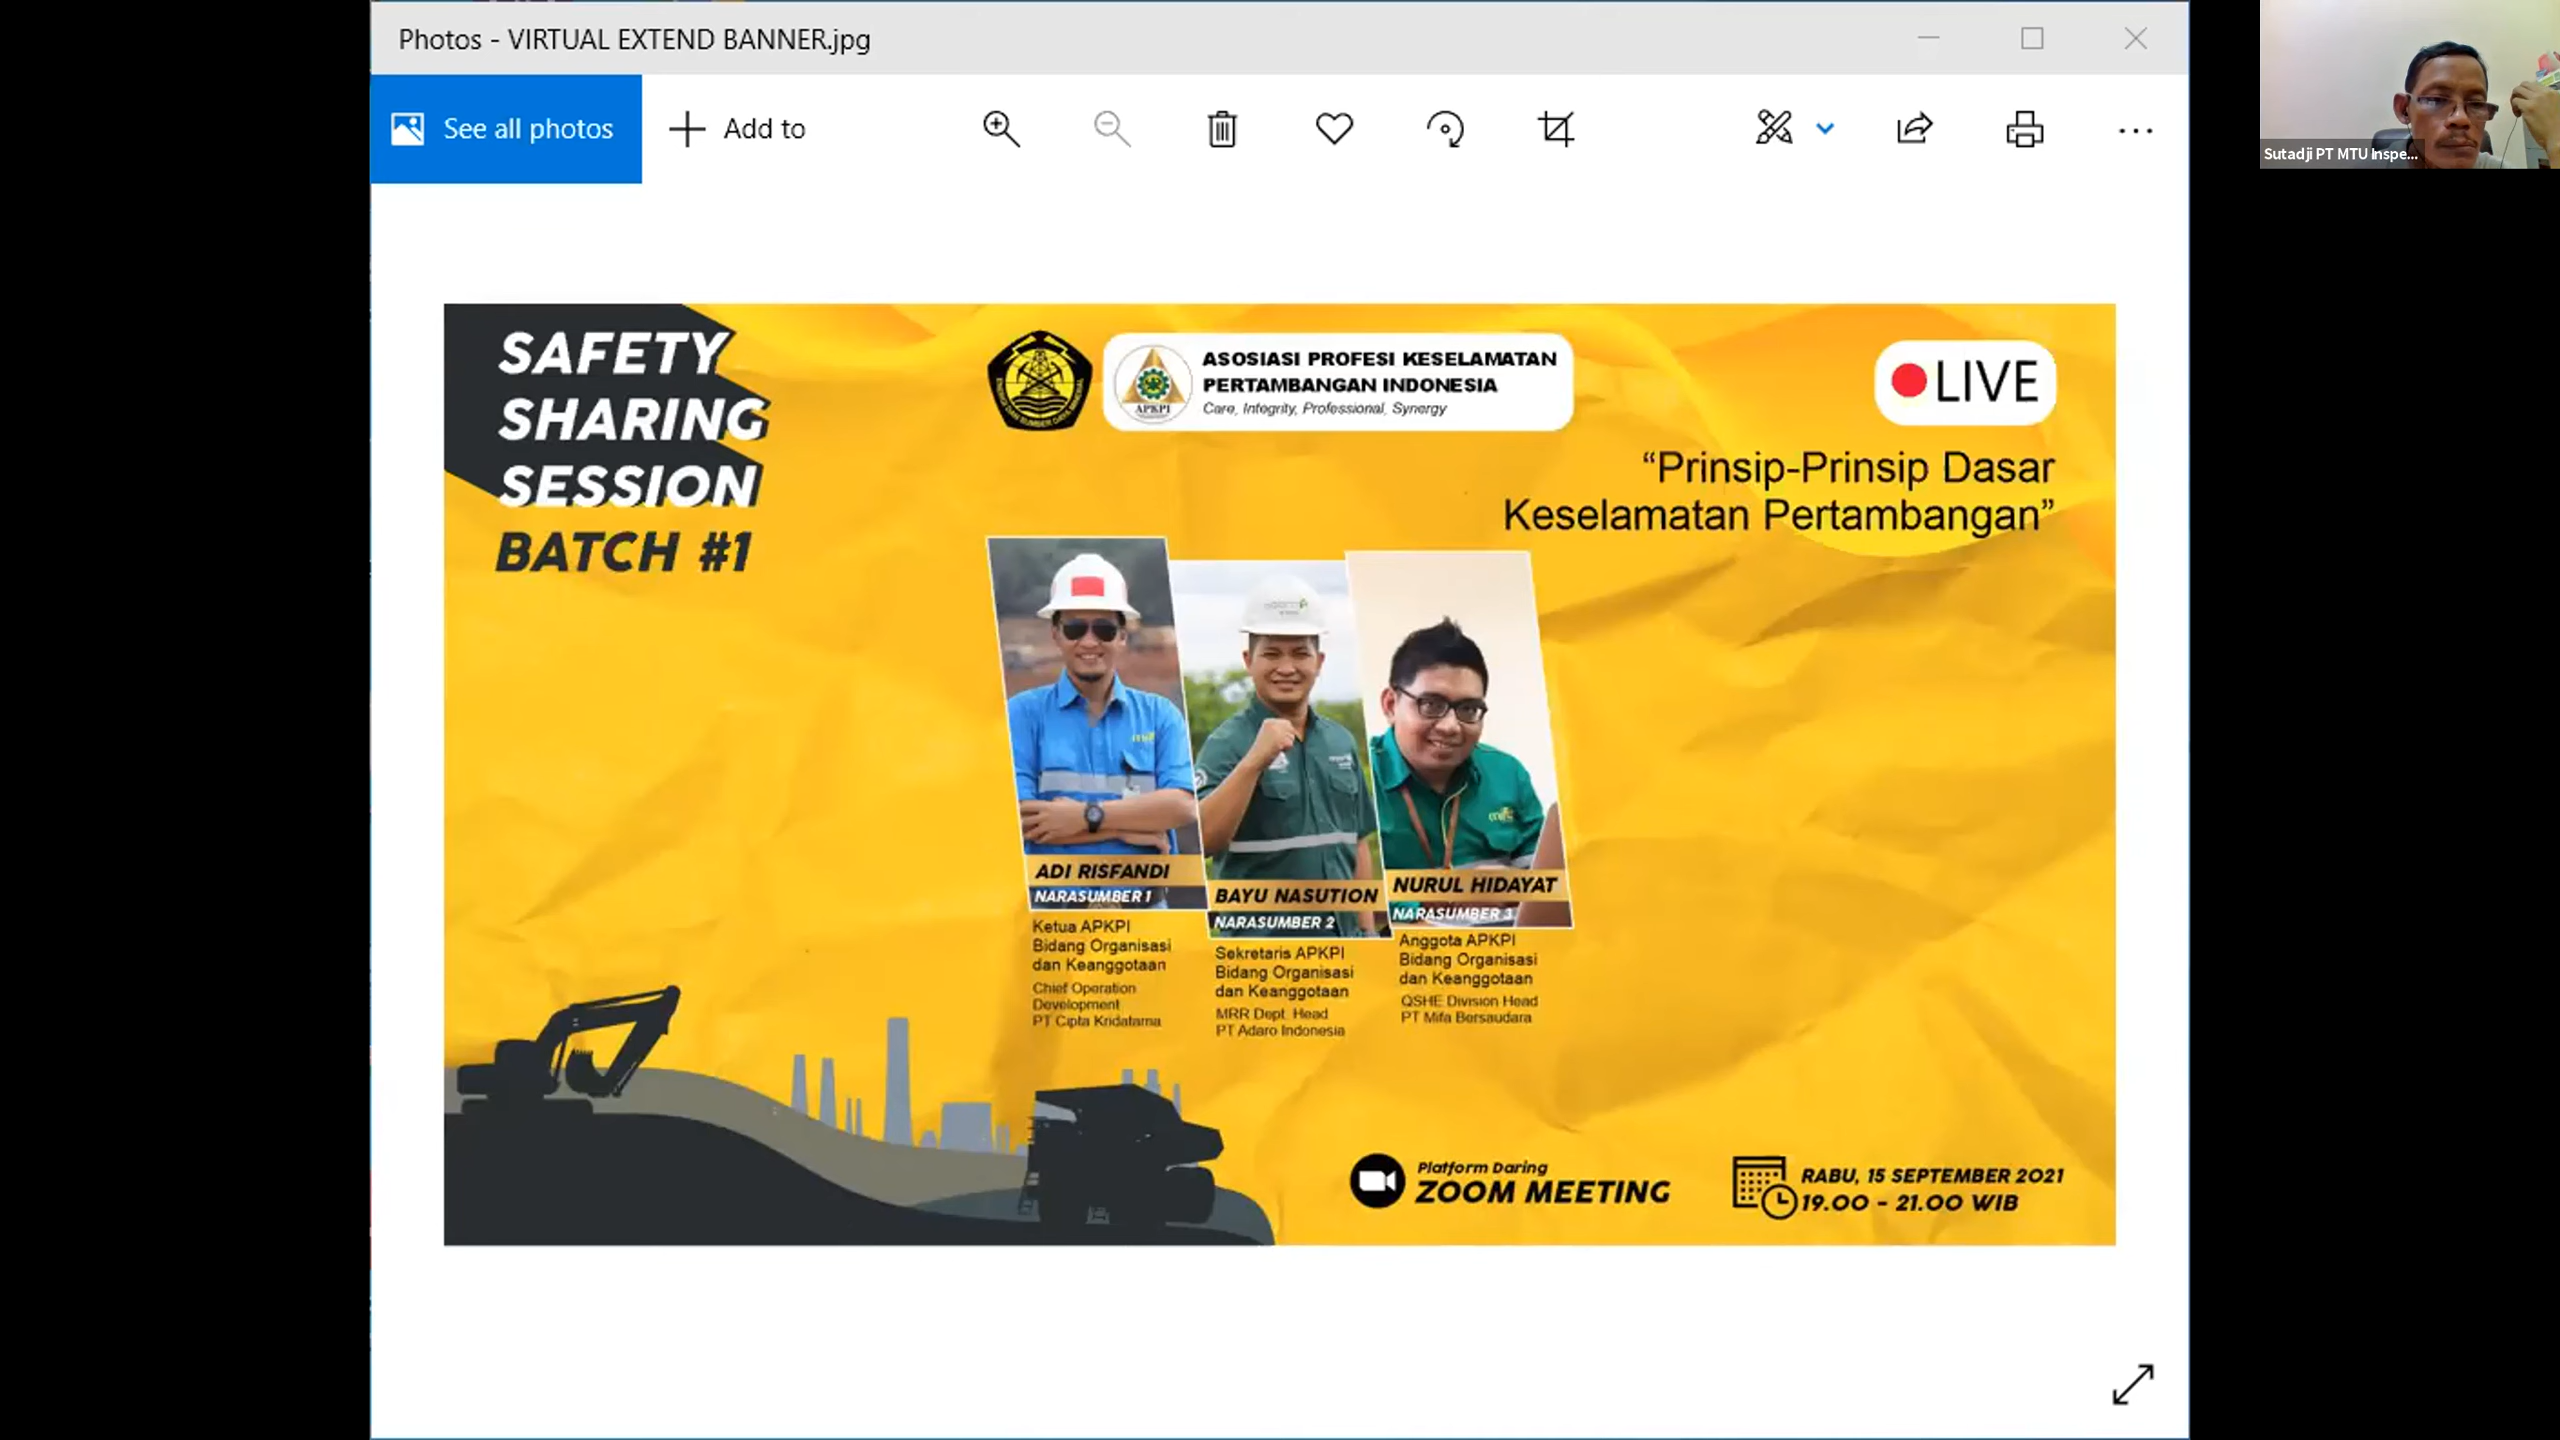 Photos - VIRTUAL EXTEND BANNER.jpg
See all photos
Add to
Sutadji PT MTU Inspe...
SAFETY
SHARING
SESSION
BATCH #1
ENERGI DAN SUMBER DAYA MINERAL
APKPI
ASOSIASI PROFESI KESELAMATAN
PERTAMBANGAN INDONESIA
Care, Integrity, Professional, Synergy
LIVE
“Prinsip-Prinsip Dasar
Keselamatan Pertambangan”
ADI RISFANDI
NARASUMBER 1
Ketua APKPI
Bidang Organisasi
dan Keanggotaan
Chief Operation
Development
PT Cipta Kridatama
BAYU NASUTION
NARASUMBER 2
Sekretaris APKPI
Bidang Organisasi
dan Keanggotaan
MRR Dept. Head
PT Adaro Indonesia
NURUL HIDAYAT
NARASUMBER 3
Anggota APKPI
Bidang Organisasi
dan Keanggotaan
QSHE Division Head
PT Mifa Bersaudara
Platform Daring
ZOOM MEETING
RABU, 15 SEPTEMBER 2021
19.00 - 21.00 WIB